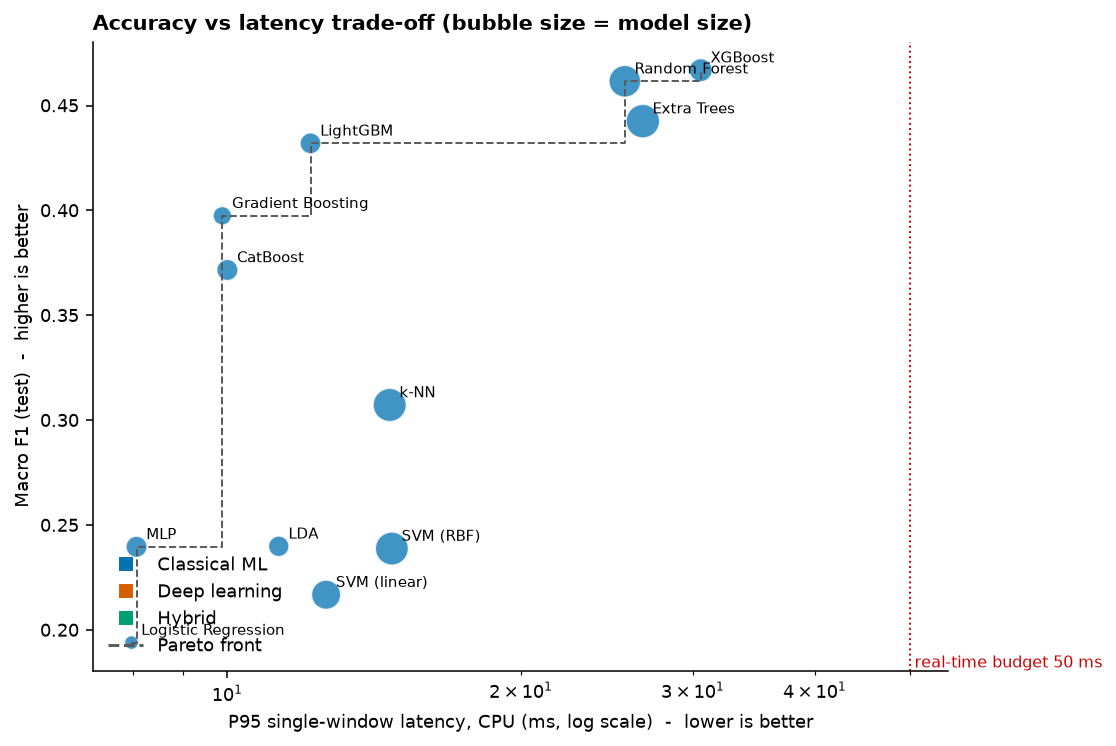 Accuracy vs latency trade-off (bubble size = model size)
XGBoost
Random Forest
Extra Trees
LightGBM
Gradient Boosting
CatBoost
k-NN
MLP
LDA
SVM (RBF)
SVM (linear)
Logistic Regression
Classical ML
Deep learning
Hybrid
Pareto front
real-time budget 50 ms
0.45
0.40
0.35
0.30
0.25
0.20
Macro F1 (test)  -  higher is better
10¹
2 × 10¹
3 × 10¹
4 × 10¹
P95 single-window latency, CPU (ms, log scale)  -  lower is better